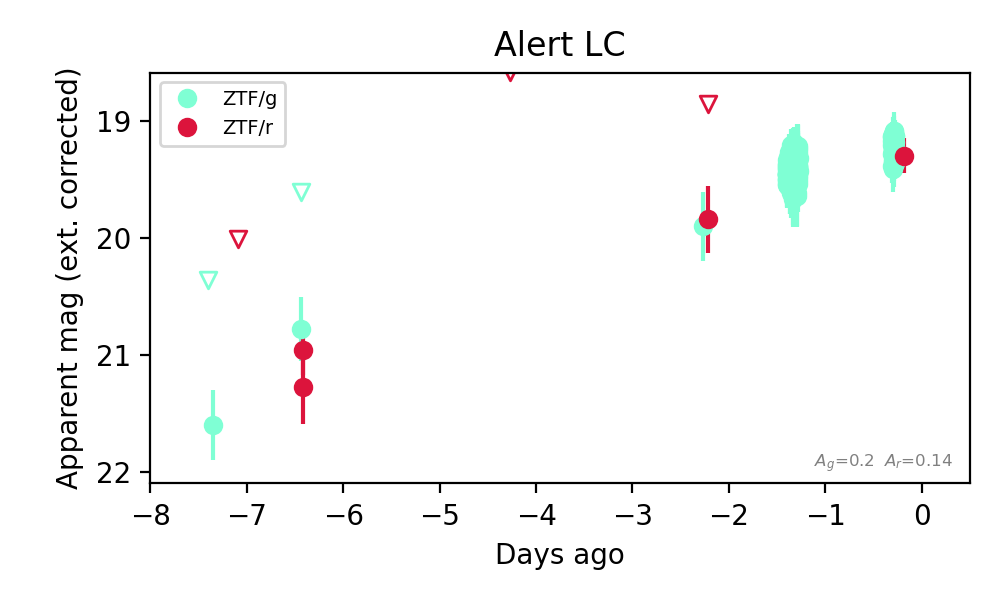 Alert LC
ZTF/g
ZTF/r
Apparent mag (ext. corrected)
19
20
21
22
A_g=0.2 A_r=0.14
−8 −7 −6 −5 −4 −3 −2 −1 0
Days ago